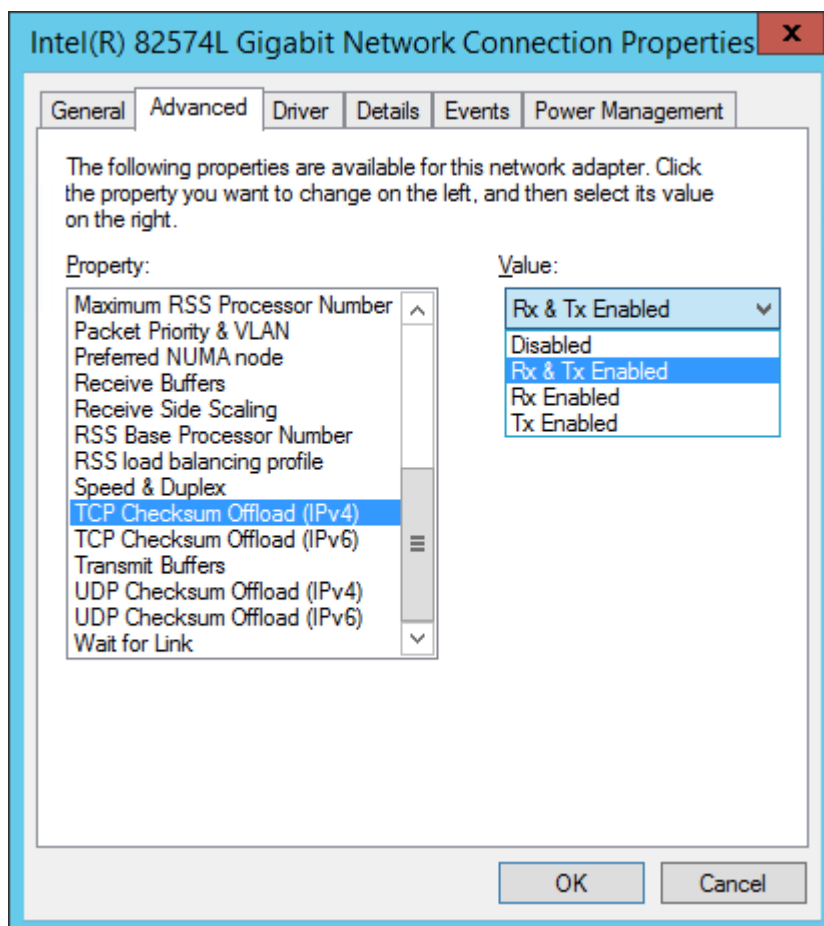 Intel(R) 82574L Gigabit Network Connection Properties
x
General Advanced Driver Details Events Power Management
The following properties are available for this network adapter. Click
the property you want to change on the left, and then select its value
on the right.
Property:
Maximum RSS Processor Number
Packet Priority & VLAN
Preferred NUMA node
Receive Buffers
Receive Side Scaling
RSS Base Processor Number
RSS load balancing profile
Speed & Duplex
TCP Checksum Offload (IPv4)
TCP Checksum Offload (IPv6)
Transmit Buffers
UDP Checksum Offload (IPv4)
UDP Checksum Offload (IPv6)
Wait for Link
Value:
Rx & Tx Enabled
Disabled
Rx & Tx Enabled
Rx Enabled
Tx Enabled
OK Cancel